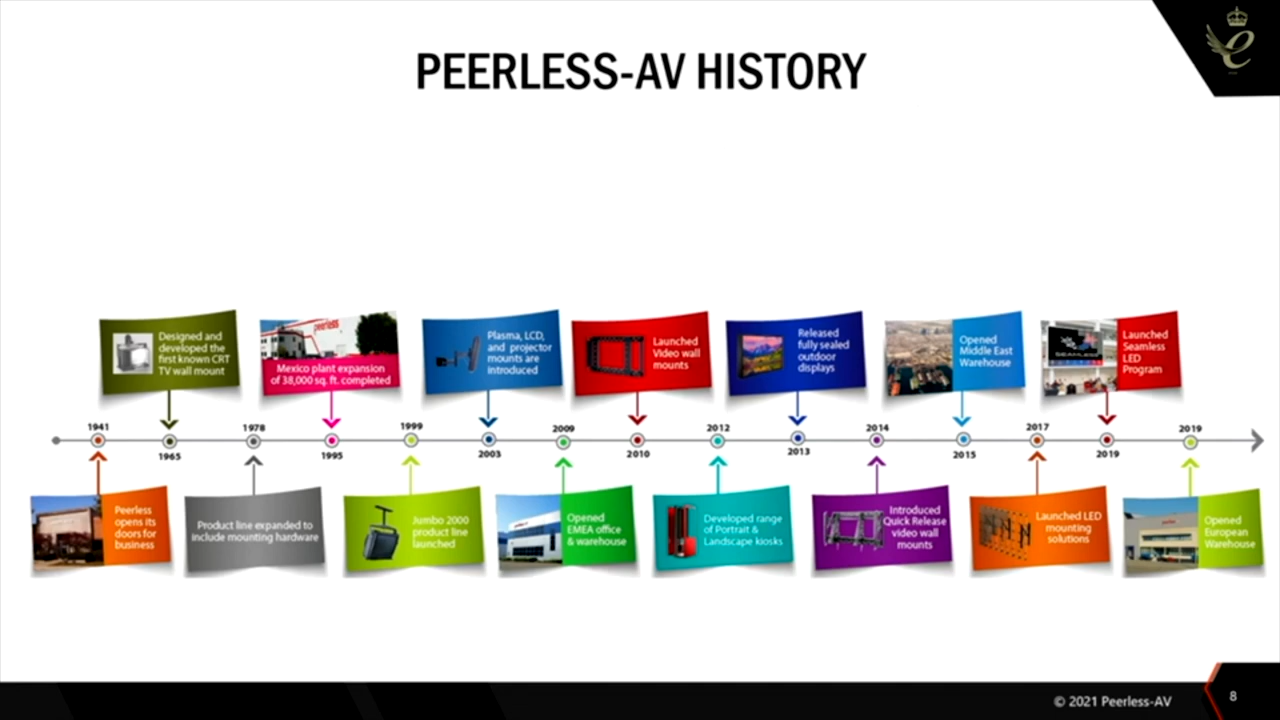 PEERLESS-AV HISTORY
Designed and
developed the
first known CRT
TV wall mount
peerless
Mexico plant expansion
of 38,000 sq. ft. completed
Plasma, LCD,
and projector
mounts are
introduced
Launched
Video wall
mounts
Released
fully sealed
outdoor
displays
Opened
Middle East
Warehouse
SEAMLESS
Launched
Seamless
LED
Program
1941
1965
1978
1995
1999
2003
2009
2010
2012
2013
2014
2015
2017
2019
2019
Peerless
opens its
doors for
business
Product line expanded to
include mounting hardware
Jumbo 2000
product line
launched
Opened
EMEA office
& warehouse
Developed range
of Portrait &
Landscape kiosks
Introduced
Quick Release
video wall
mounts
Launched LED
mounting
solutions
Opened
European
Warehouse
© 2021 Peerless-AV
8